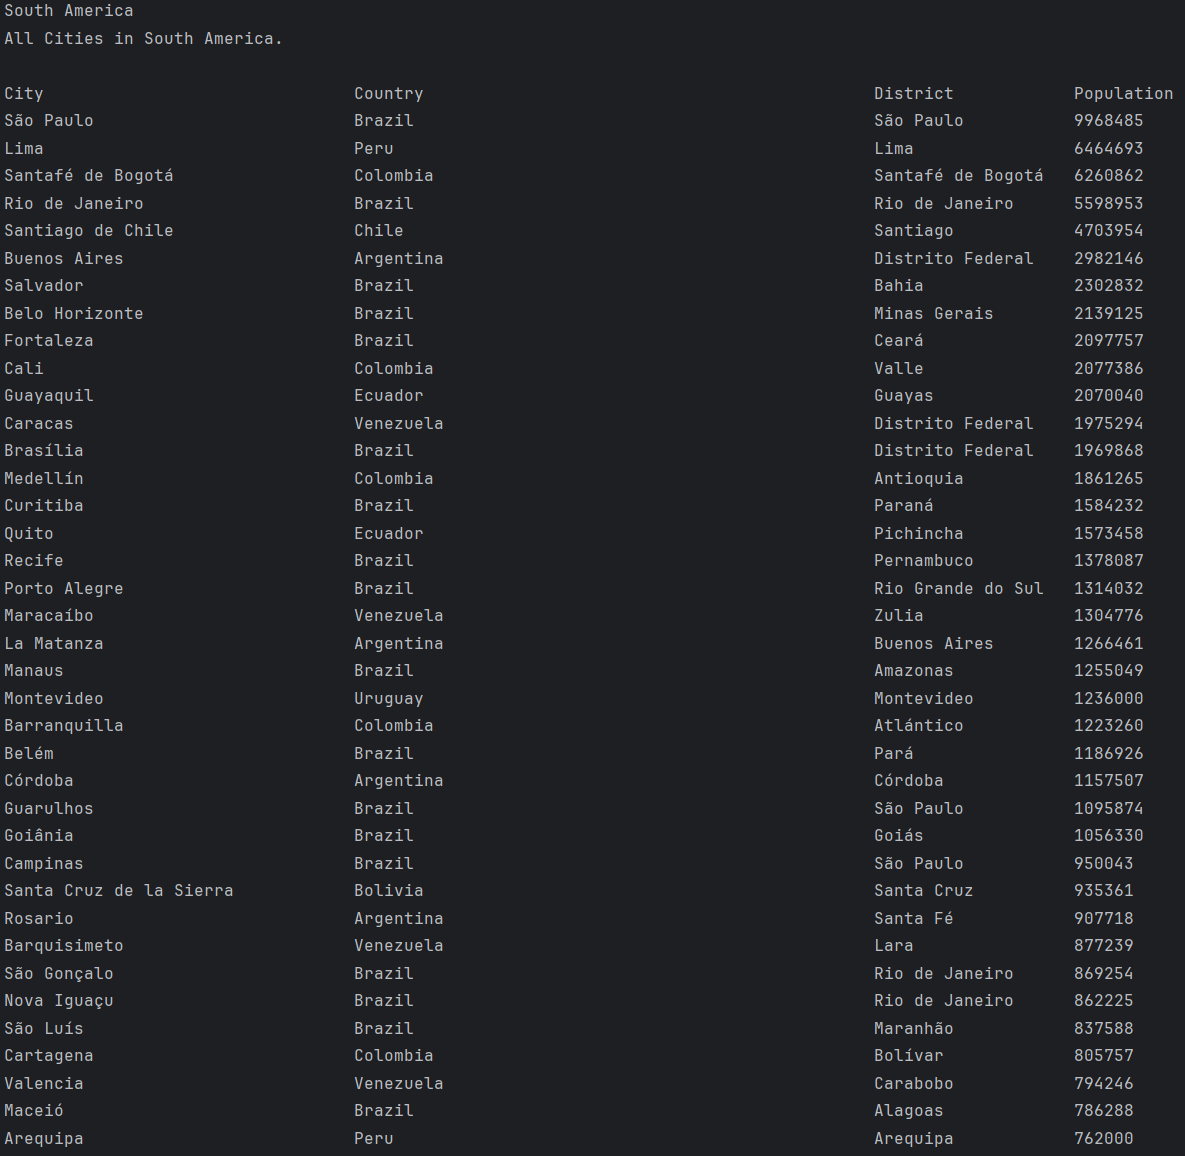 South America
All Cities in South America.
City Country District Population
São Paulo Brazil São Paulo 9968485
Lima Peru Lima 6464693
Santafé de Bogotá Colombia Santafé de Bogotá 6260862
Rio de Janeiro Brazil Rio de Janeiro 5598953
Santiago de Chile Chile Santiago 4703954
Buenos Aires Argentina Distrito Federal 2982146
Salvador Brazil Bahia 2302832
Belo Horizonte Brazil Minas Gerais 2139125
Fortaleza Brazil Ceará 2097757
Cali Colombia Valle 2077386
Guayaquil Ecuador Guayas 2070040
Caracas Venezuela Distrito Federal 1975294
Brasília Brazil Distrito Federal 1969868
Medellín Colombia Antioquia 1861265
Curitiba Brazil Paraná 1584232
Quito Ecuador Pichincha 1573458
Recife Brazil Pernambuco 1378087
Porto Alegre Brazil Rio Grande do Sul 1314032
Maracaíbo Venezuela Zulia 1304776
La Matanza Argentina Buenos Aires 1266461
Manaus Brazil Amazonas 1255049
Montevideo Uruguay Montevideo 1236000
Barranquilla Colombia Atlántico 1223260
Belém Brazil Pará 1186926
Córdoba Argentina Córdoba 1157507
Guarulhos Brazil São Paulo 1095874
Goiânia Brazil Goiás 1056330
Campinas Brazil São Paulo 950043
Santa Cruz de la Sierra Bolivia Santa Cruz 935361
Rosario Argentina Santa Fé 907718
Barquisimeto Venezuela Lara 877239
São Gonçalo Brazil Rio de Janeiro 869254
Nova Iguaçu Brazil Rio de Janeiro 862225
São Luís Brazil Maranhão 837588
Cartagena Colombia Bolívar 805757
Valencia Venezuela Carabobo 794246
Maceió Brazil Alagoas 786288
Arequipa Peru Arequipa 762000